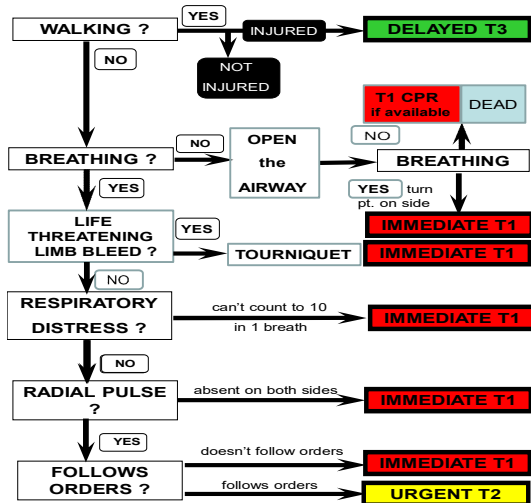 WALKING ?
YES
INJURED
DELAYED T3
NOT
INJURED
NO
T1 CPR
if available
DEAD
NO
BREATHING ?
NO
OPEN
the
AIRWAY
BREATHING
YES
YES turn
pt. on side
IMMEDIATE T1
LIFE
THREATENING
LIMB BLEED ?
YES
TOURNIQUET
IMMEDIATE T1
NO
RESPIRATORY
DISTRESS ?
can't count to 10
in 1 breath
IMMEDIATE T1
NO
RADIAL PULSE
?
absent on both sides
IMMEDIATE T1
YES
FOLLOWS
ORDERS ?
doesn't follow orders
IMMEDIATE T1
follows orders
URGENT T2